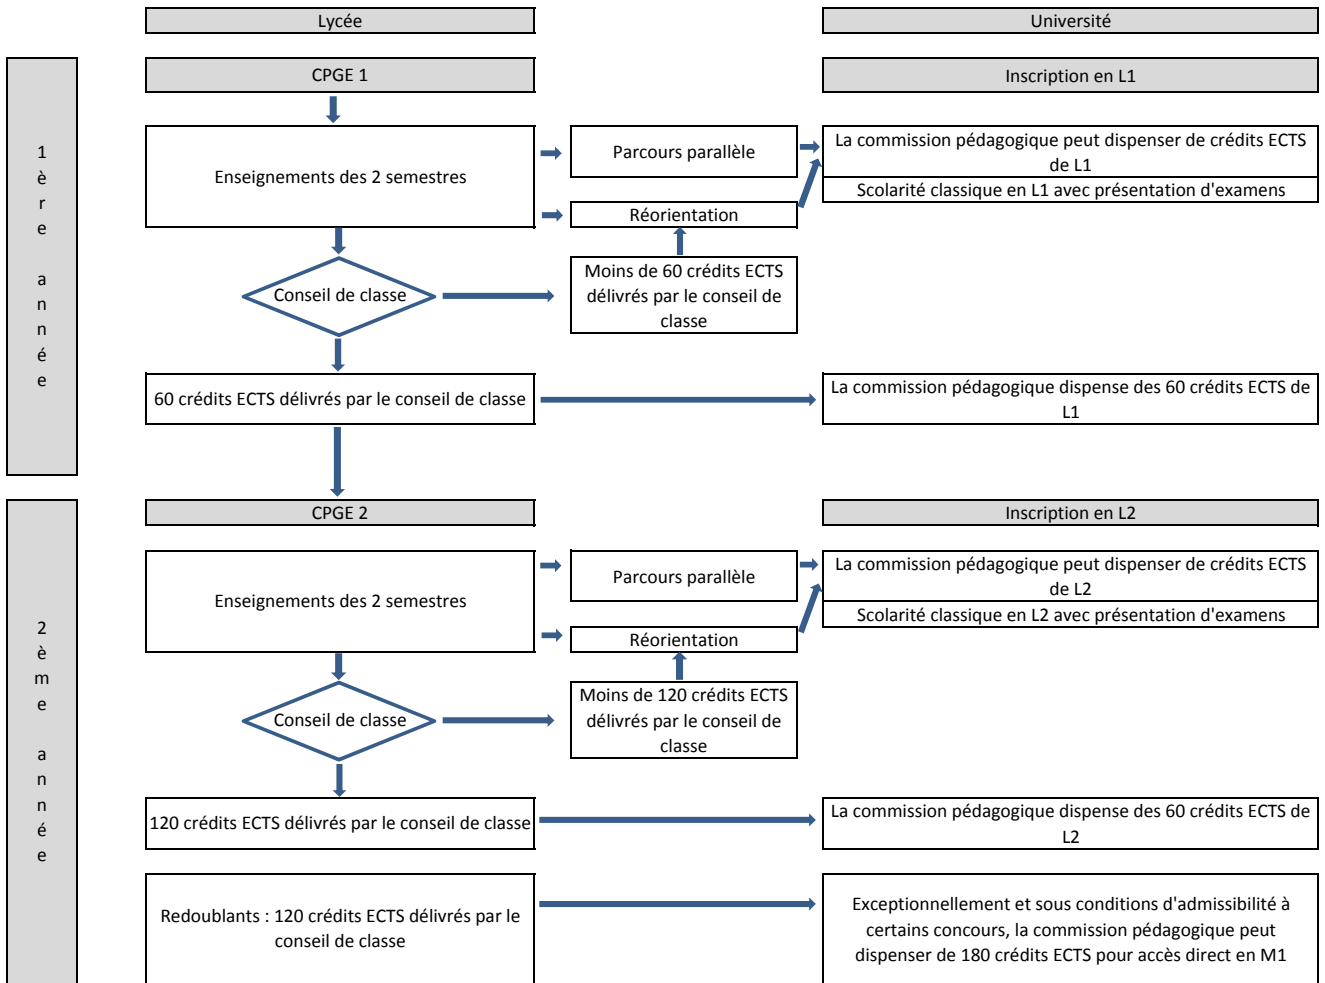 Lycée
Université
1ère année
CPGE 1
Inscription en L1
Enseignements des 2 semestres
Parcours parallèle
La commission pédagogique peut dispenser de crédits ECTS
de L1
Scolarité classique en L1 avec présentation d'examens
Réorientation
Conseil de classe
Moins de 60 crédits ECTS
délivrés par le conseil de
classe
60 crédits ECTS délivrés par le conseil de classe
La commission pédagogique dispense des 60 crédits ECTS de
L1
2ème année
CPGE 2
Inscription en L2
Enseignements des 2 semestres
Parcours parallèle
La commission pédagogique peut dispenser de crédits ECTS
de L2
Scolarité classique en L2 avec présentation d'examens
Réorientation
Conseil de classe
Moins de 120 crédits ECTS
délivrés par le conseil de
classe
120 crédits ECTS délivrés par le conseil de classe
La commission pédagogique dispense des 60 crédits ECTS de
L2
Redoublants : 120 crédits ECTS délivrés par le
conseil de classe
Exceptionnellement et sous conditions d'admissibilité à
certains concours, la commission pédagogique peut
dispenser de 180 crédits ECTS pour accès direct en M1